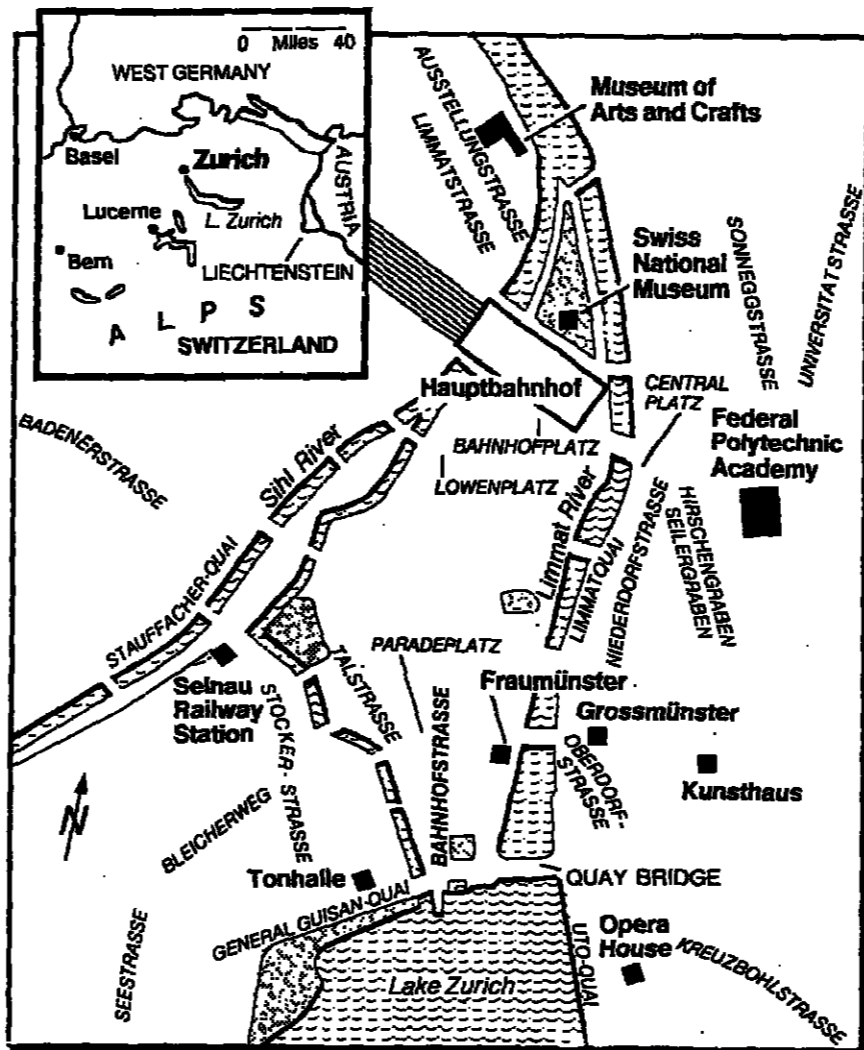 0 Miles 40
WEST GERMANY
Basel
Zurich
AUSTRIA
Lucerne
L. Zurich
Bern
LIECHTENSTEIN
A L P S
SWITZERLAND
AUSSTELLUNGSTRASSE
LIMMATSTRASSE
Museum of
Arts and Crafts
Swiss
National
Museum
SONNEGGSTRASSE
UNIVERSITATSTRASSE
Hauptbahnhof
CENTRAL
PLATZ
BAHNHOFPLATZ
LOWENPLATZ
Federal
Polytechnic
Academy
BADENERSTRASSE
Sihl River
Limmat River
LIMMATQUAI
NIEDERDORFSTRASSE
HIRSCHENGRABEN
SEILERGRABEN
STAUFFACHER-QUAI
PARADEPLATZ
Selnau
Railway
Station
STOCKER-STRASSE
TALSTRASSE
Fraumünster
Grossmünster
BAHNHOFSTRASSE
OBERDORF-
STRASSE
Kunsthaus
N
BLEICHERWEG
Tonhalle
QUAY BRIDGE
GENERAL GUISAN-QUAI
SEESTRASSE
Lake Zurich
UTO-QUAI
Opera
House
KREUZBOHLSTRASSE